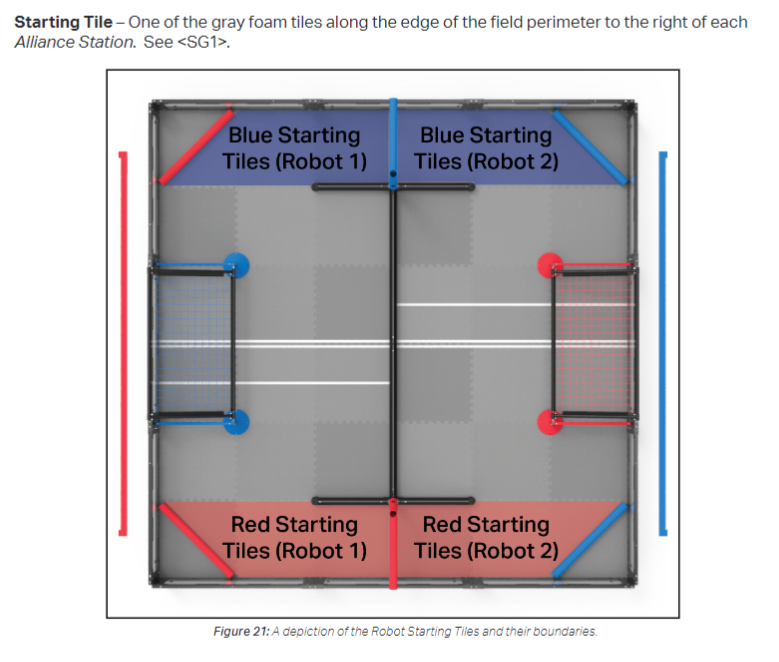 Starting Tile – One of the gray foam tiles along the edge of the field perimeter to the right of each
Alliance Station. See <SG1>.
Blue Starting
Tiles (Robot 1)
Blue Starting
Tiles (Robot 2)
Red Starting
Tiles (Robot 1)
Red Starting
Tiles (Robot 2)
Figure 21: A depiction of the Robot Starting Tiles and their boundaries.